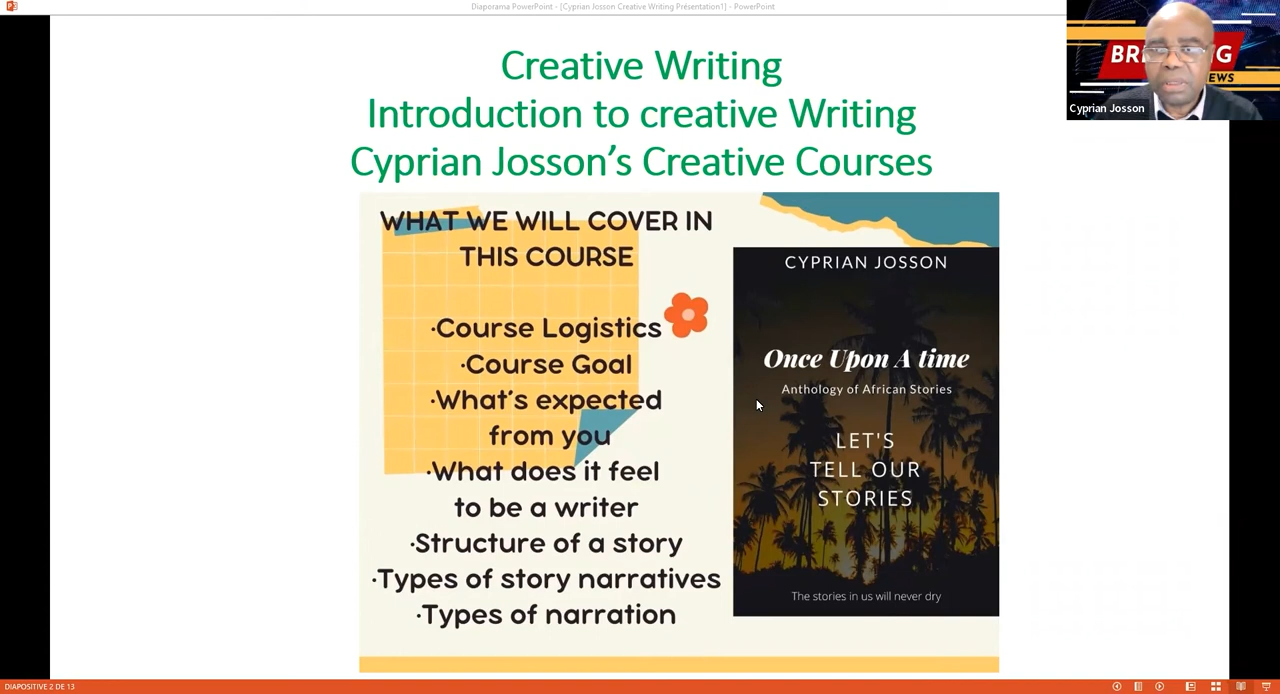 Diaporama PowerPoint - [Cyprian Josson Creative Writing Présentation1] - PowerPoint
Creative Writing
Introduction to creative Writing
Cyprian Josson’s Creative Courses
WHAT WE WILL COVER IN
THIS COURSE
·Course Logistics
·Course Goal
·What's expected
from you
·What does it feel
to be a writer
·Structure of a story
·Types of story narratives
·Types of narration
CYPRIAN JOSSON
Once Upon A time
Anthology of African Stories
LET'S
TELL OUR
STORIES
The stories in us will never dry
Cyprian Josson
DIAPOSITIVE 2 DE 13